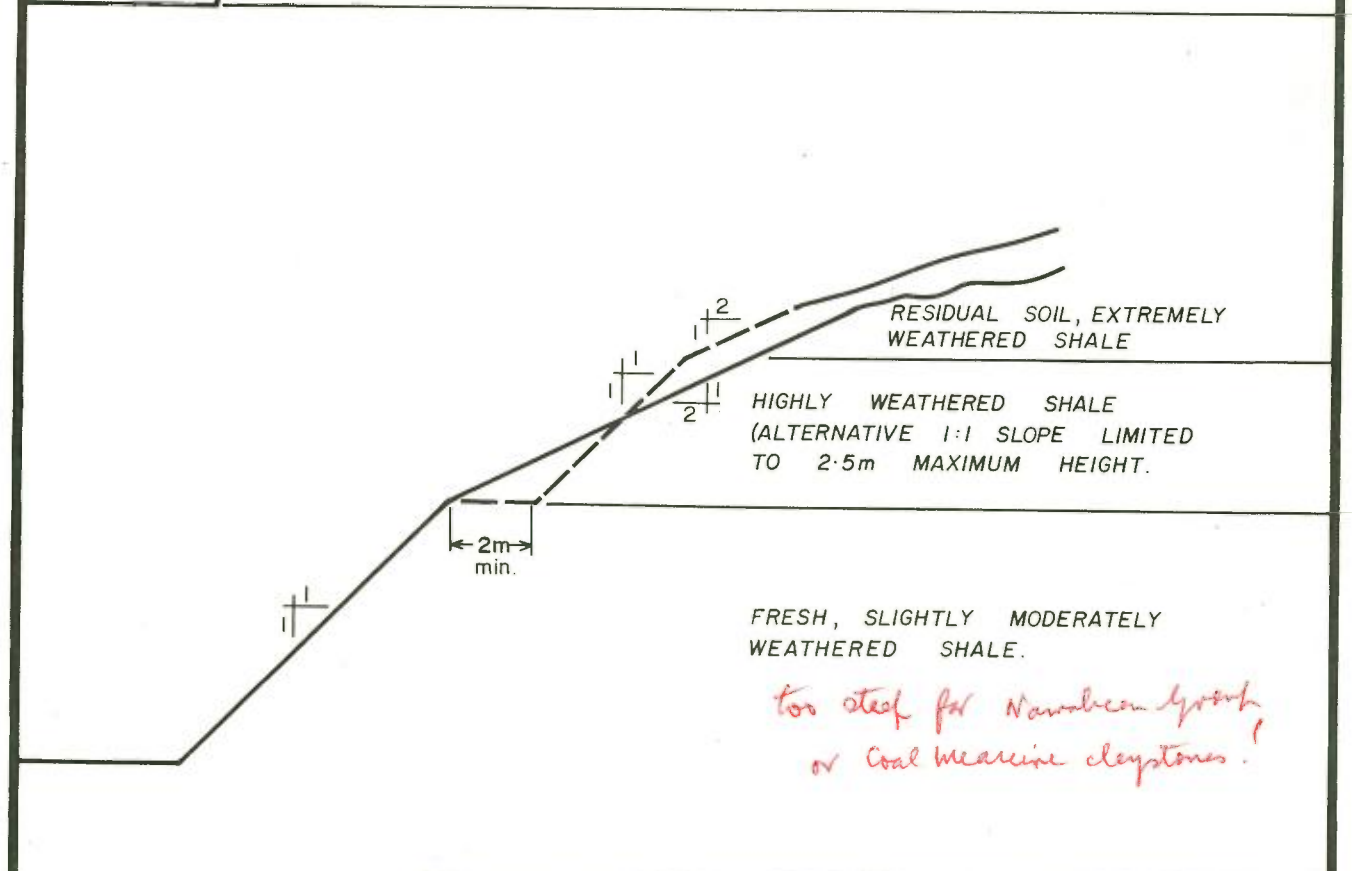 2
1
1
1
RESIDUAL SOIL, EXTREMELY
WEATHERED SHALE
1
2
HIGHLY WEATHERED SHALE
(ALTERNATIVE 1:1 SLOPE LIMITED
TO 2·5m MAXIMUM HEIGHT.
2m
min.
1
1
FRESH, SLIGHTLY MODERATELY
WEATHERED SHALE.
too steep for Narrabeen Group
or Coal Measure claystones!